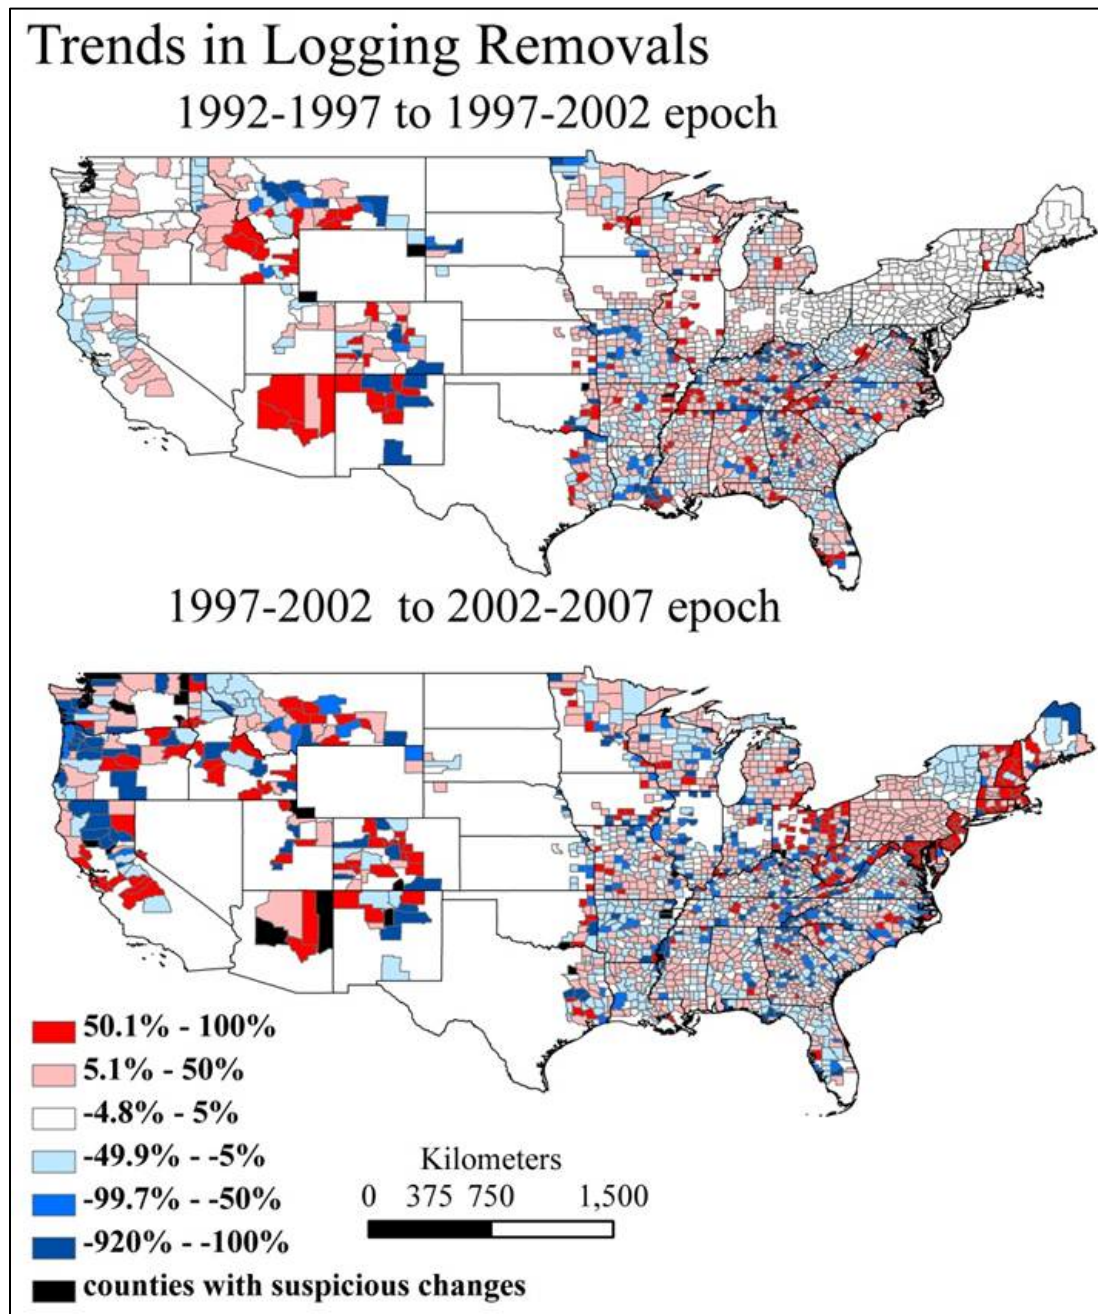 Trends in Logging Removals
1992-1997 to 1997-2002 epoch
1997-2002 to 2002-2007 epoch
50.1% - 100%
5.1% - 50%
-4.8% - 5%
-49.9% - -5%
-99.7% - -50%
-920% - -100%
counties with suspicious changes
Kilometers
0 375 750 1,500